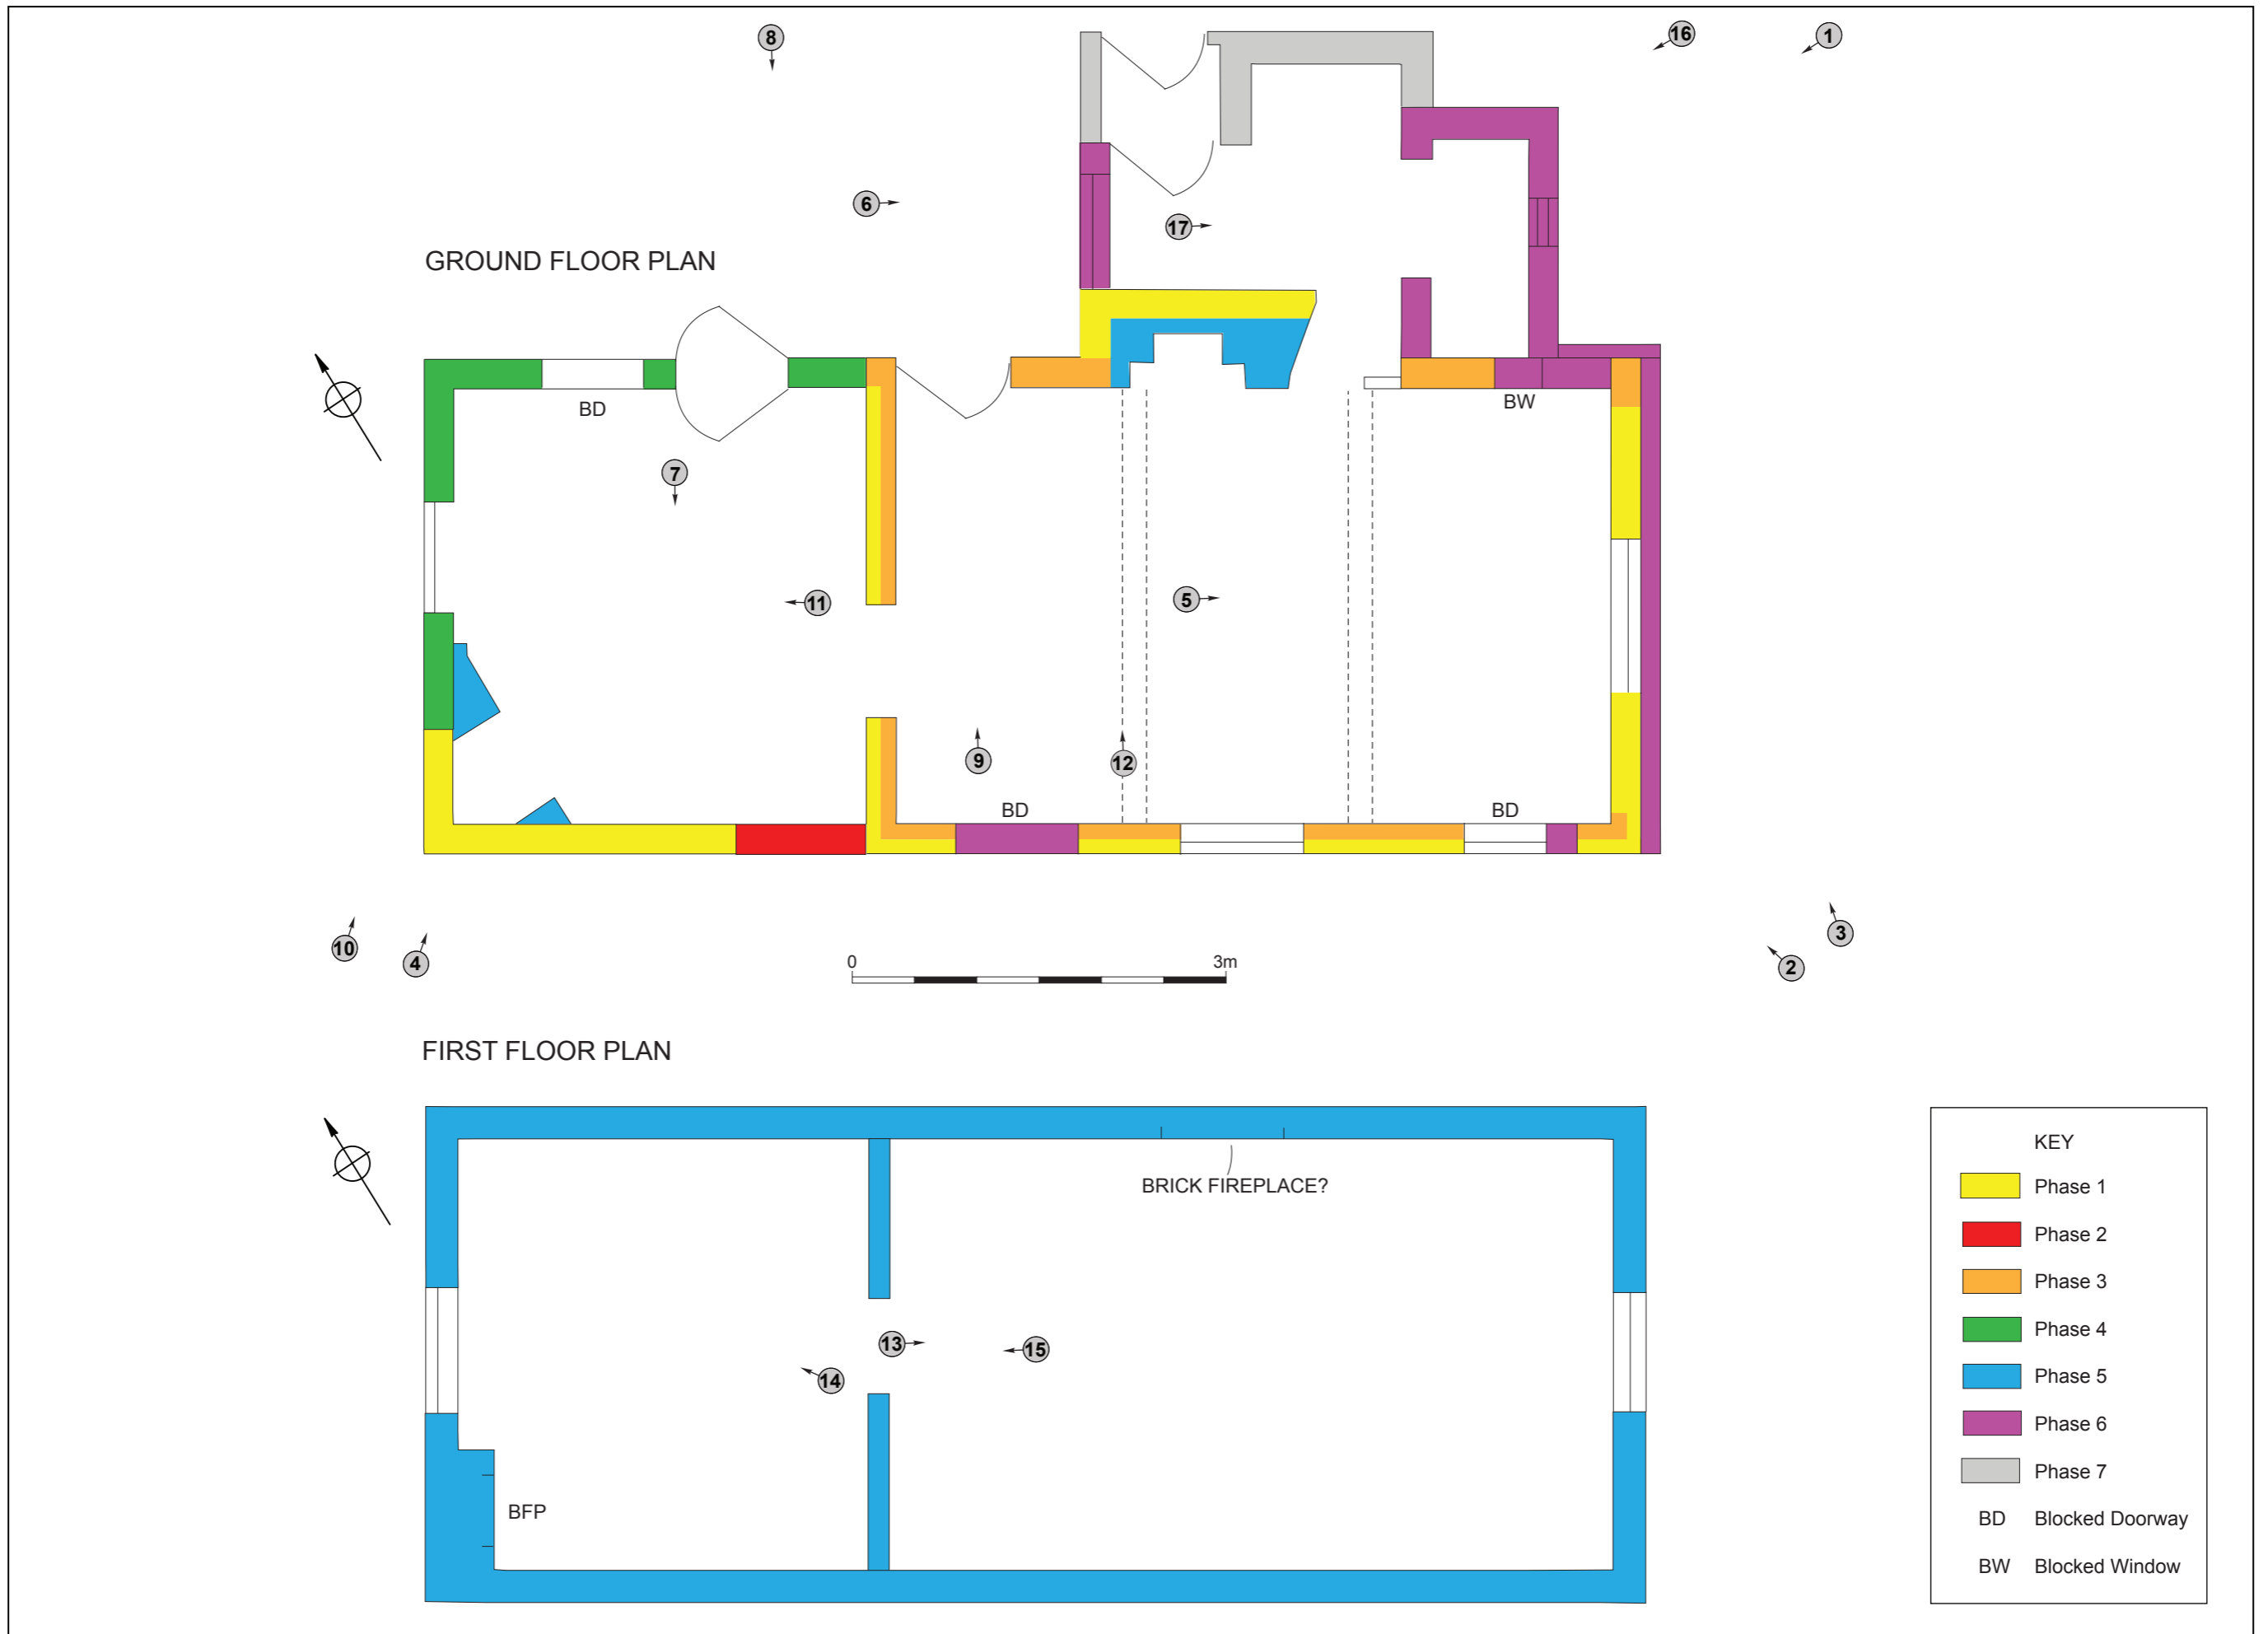 8
16
1
6
17
GROUND FLOOR PLAN
BD
BW
7
11
5
9
12
BD
BD
10
4
3
2
0 3m
FIRST FLOOR PLAN
BRICK FIREPLACE?
13
15
14
BFP
KEY
Phase 1
Phase 2
Phase 3
Phase 4
Phase 5
Phase 6
Phase 7
BD Blocked Doorway
BW Blocked Window